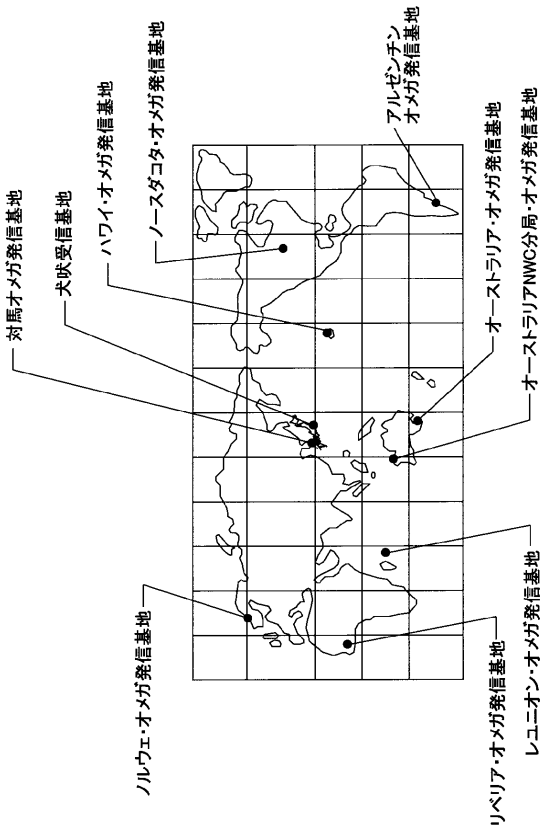 対馬オメガ発信基地
犬吠受信基地
ハワイ・オメガ発信基地
ノースダコタ・オメガ発信基地
アルゼンチン
オメガ発信基地
ノルウェ・オメガ発信基地
リベリア・オメガ発信基地
レユニオン・オメガ発信基地
オーストラリア・オメガ発信基地
オーストラリアNWC分局・オメガ発信基地